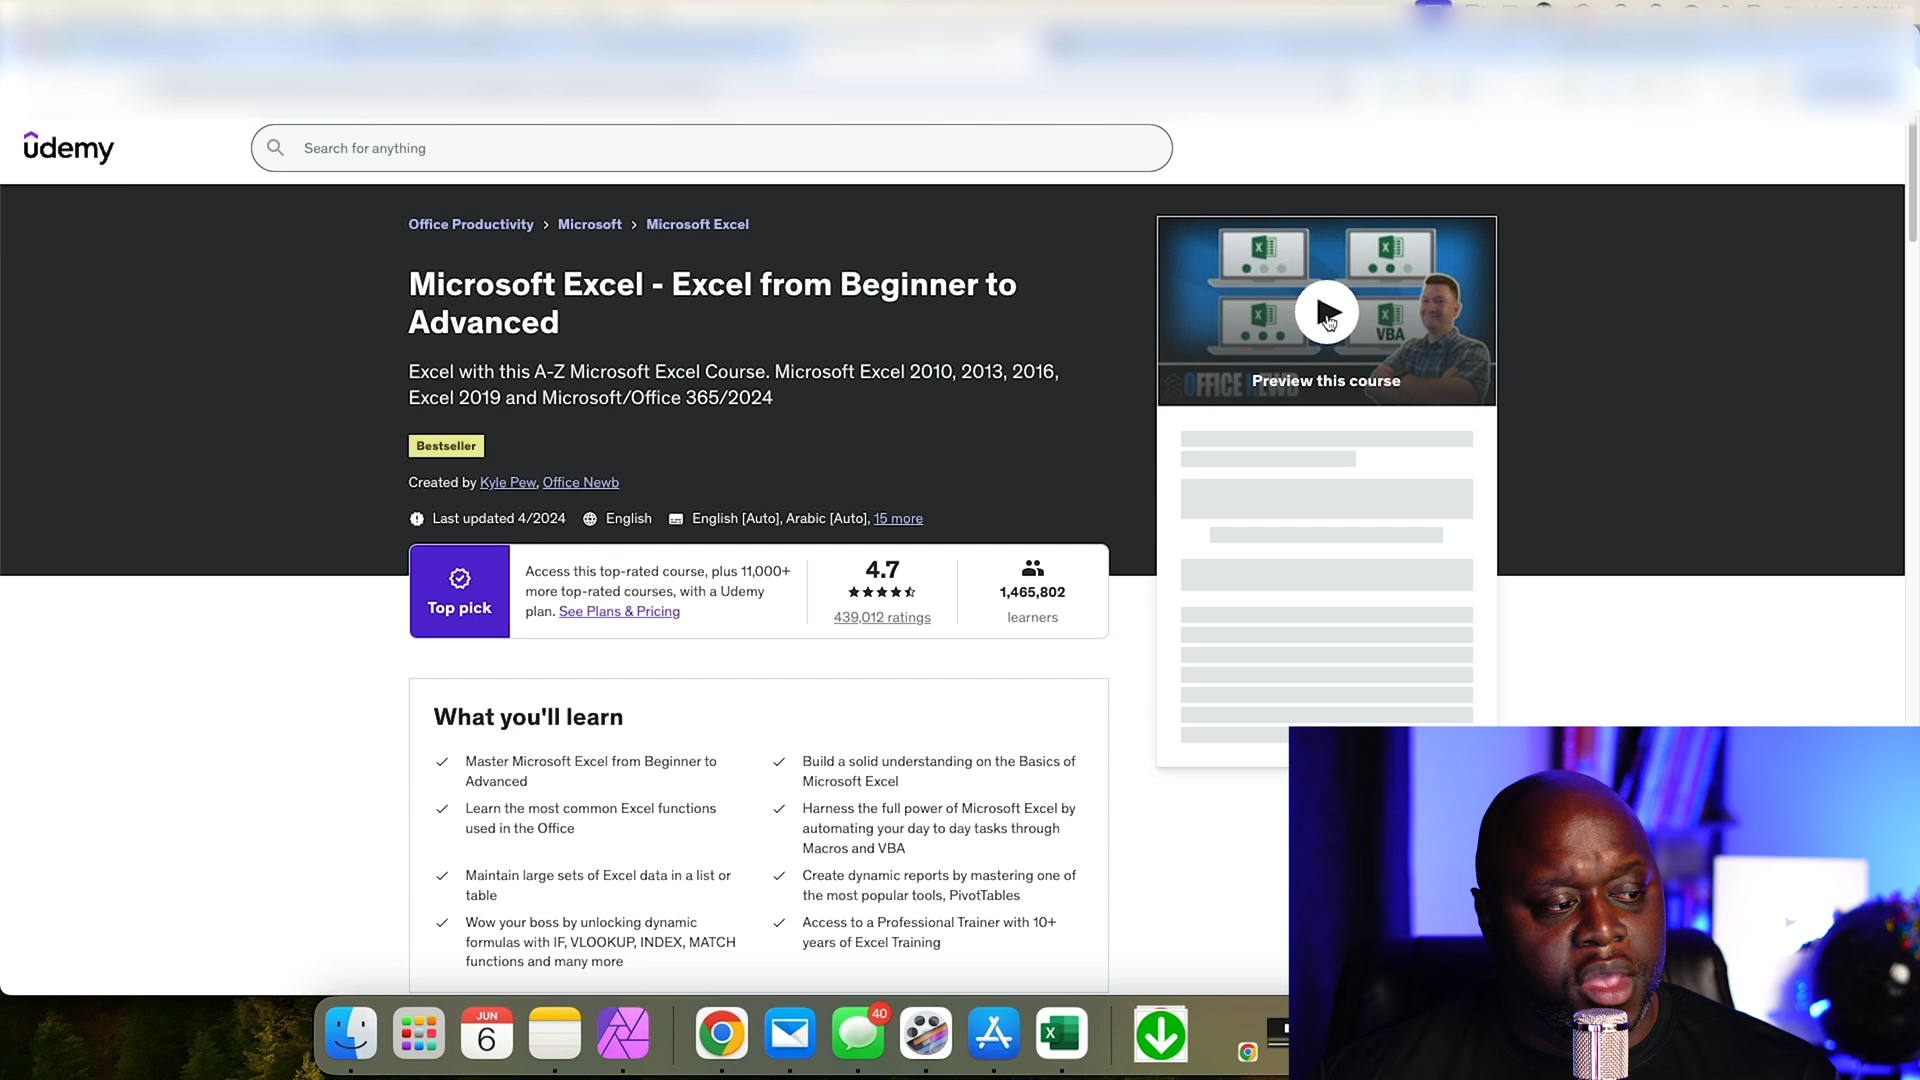 udemy
Search for anything
Office Productivity > Microsoft > Microsoft Excel
Microsoft Excel - Excel from Beginner to
Advanced
Excel with this A-Z Microsoft Excel Course. Microsoft Excel 2010, 2013, 2016,
Excel 2019 and Microsoft/Office 365/2024
Bestseller
Created by Kyle Pew, Office Newb
Last updated 4/2024 English English [Auto], Arabic [Auto], 15 more
VBA
Preview this course
OFFICE NEWB
Top pick
Access this top-rated course, plus 11,000+
more top-rated courses, with a Udemy
plan. See Plans & Pricing
4.7
439,012 ratings
1,465,802
learners
What you'll learn
Master Microsoft Excel from Beginner to
Advanced
Build a solid understanding on the Basics of
Microsoft Excel
Learn the most common Excel functions
used in the Office
Harness the full power of Microsoft Excel by
automating your day to day tasks through
Macros and VBA
Maintain large sets of Excel data in a list or
table
Create dynamic reports by mastering one of
the most popular tools, PivotTables
Wow your boss by unlocking dynamic
formulas with IF, VLOOKUP, INDEX, MATCH
functions and many more
Access to a Professional Trainer with 10+
years of Excel Training
JUN
6
40